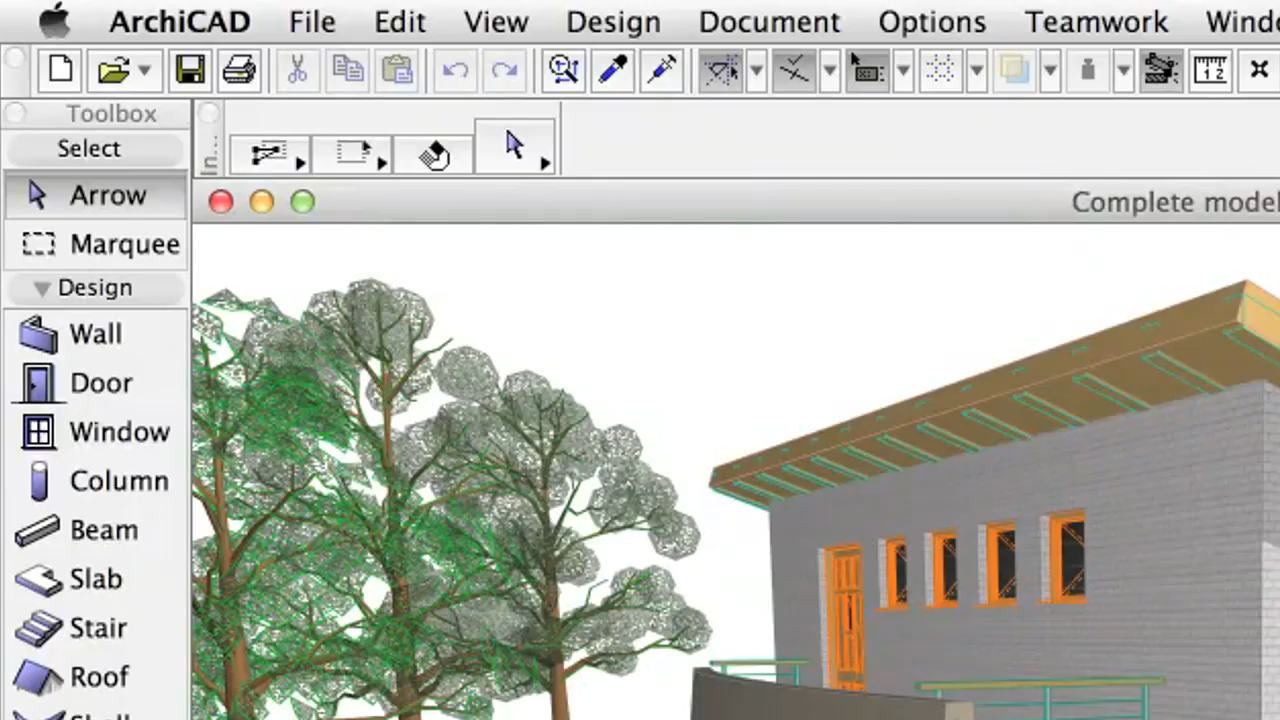 ArchiCAD File Edit View Design Document Options Teamwork
Toolbox
Select
Arrow
Complete model
Marquee
Design
Wall
Door
Window
Column
Beam
Slab
Stair
Roof